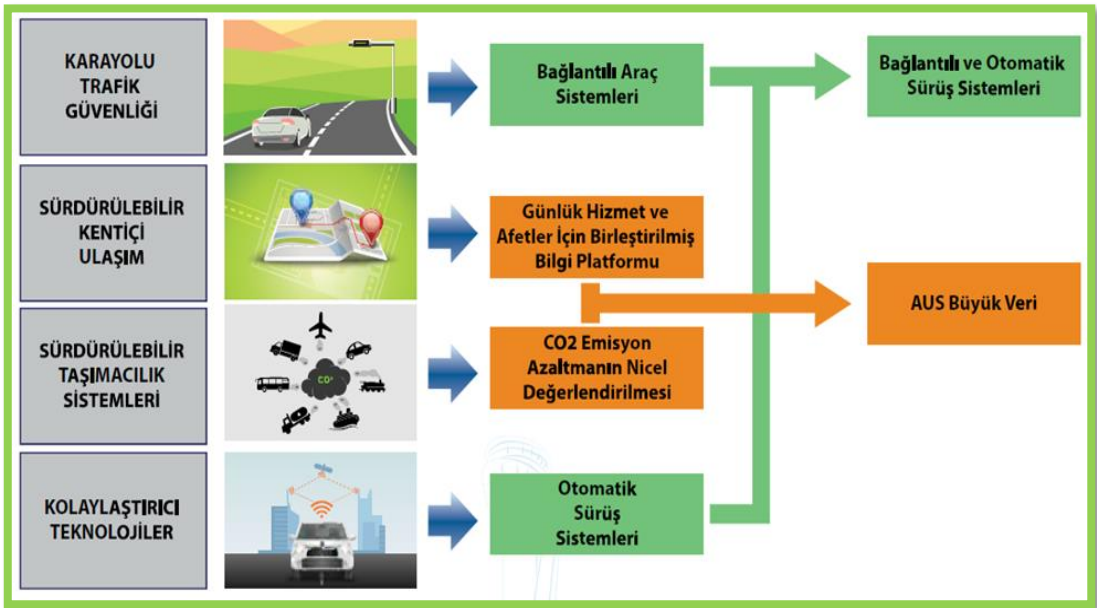 KARAYOLU
TRAFİK
GÜVENLİĞİ
Bağlantılı Araç
Sistemleri
Bağlantılı ve Otomatik
Sürüş Sistemleri
SÜRDÜRÜLEBİLİR
KENTİÇİ
ULAŞIM
Günlük Hizmet ve
Afetler İçin Birleştirilmiş
Bilgi Platformu
AUS Büyük Veri
SÜRDÜRÜLEBİLİR
TAŞIMACILIK
SİSTEMLERİ
CO²
CO2 Emisyon
Azaltmanın Nicel
Değerlendirilmesi
KOLAYLAŞTIRICI
TEKNOLOJİLER
Otomatik
Sürüş
Sistemleri